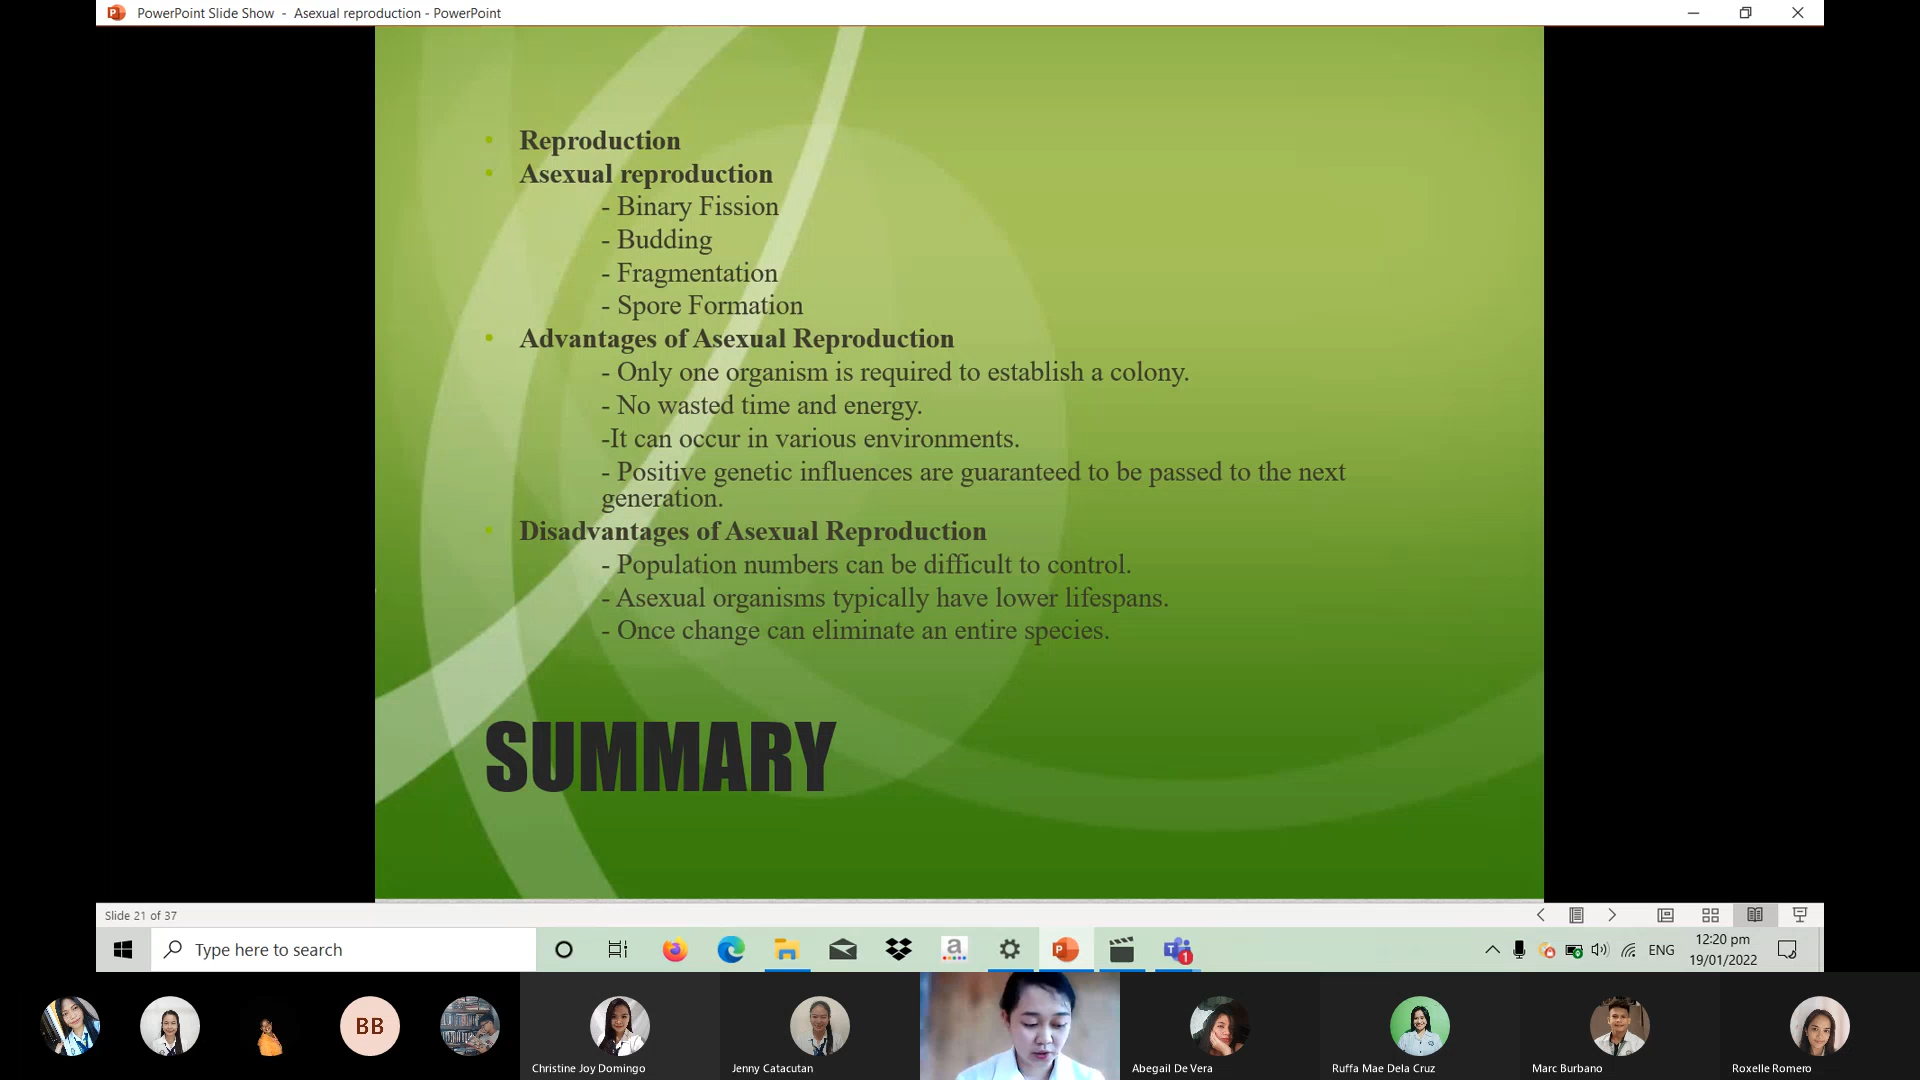 PowerPoint Slide Show - Asexual reproduction - PowerPoint
• Reproduction
• Asexual reproduction
- Binary Fission
- Budding
- Fragmentation
- Spore Formation
• Advantages of Asexual Reproduction
- Only one organism is required to establish a colony.
- No wasted time and energy.
-It can occur in various environments.
- Positive genetic influences are guaranteed to be passed to the next
generation.
• Disadvantages of Asexual Reproduction
- Population numbers can be difficult to control.
- Asexual organisms typically have lower lifespans.
- Once change can eliminate an entire species.
SUMMARY
Slide 21 of 37
Type here to search
a
P
1
ENG
12:20 pm
19/01/2022
BB
Christine Joy Domingo
Jenny Catacutan
Abegail De Vera
Ruffa Mae Dela Cruz
Marc Burbano
Roxelle Romero